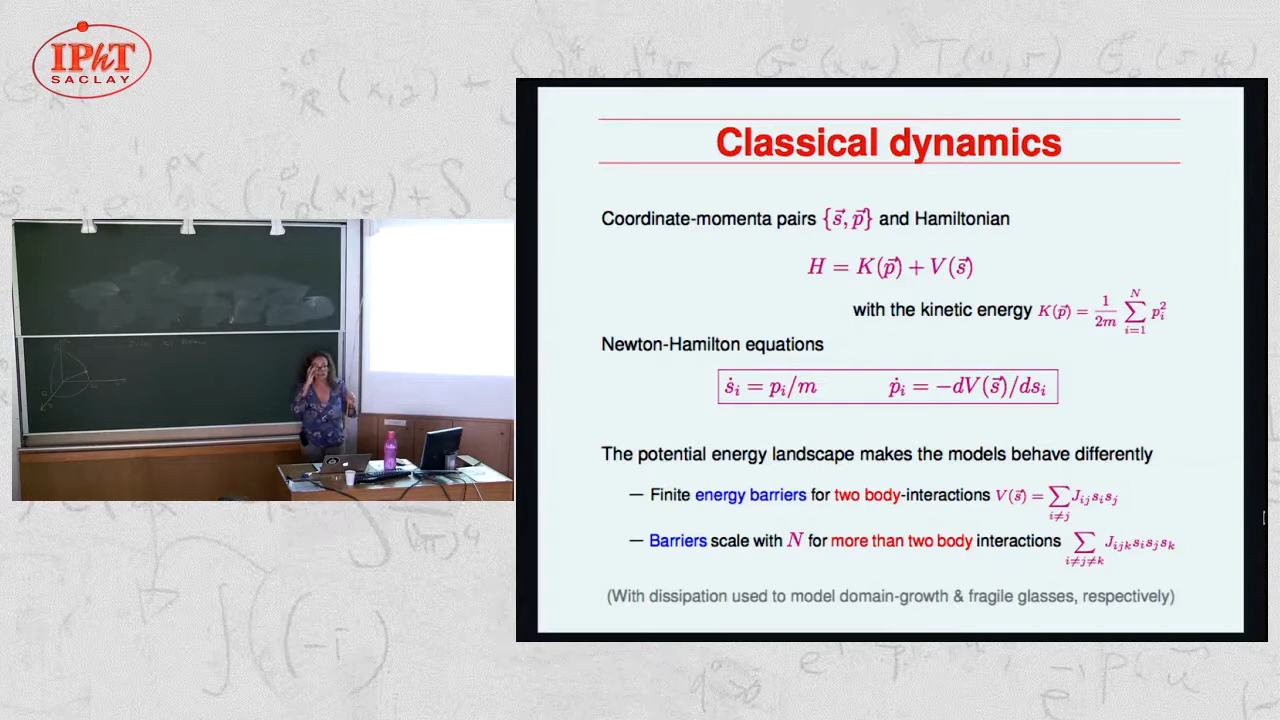 IPhT
SACLAY
Classical dynamics
Coordinate-momenta pairs {s⃗, p⃗} and Hamiltonian
H = K(p⃗) + V(s⃗)
with the kinetic energy K(p⃗) = 1/2m ∑_{i=1}^{N} p_i^2
Newton-Hamilton equations
ṡ_i = p_i/m ṗ_i = −dV(s⃗)/ds_i
The potential energy landscape makes the models behave differently
— Finite energy barriers for two body-interactions V(s⃗) = ∑_{i≠j} J_{ij} s_i s_j
— Barriers scale with N for more than two body interactions ∑_{i≠j≠k} J_{ijk} s_i s_j s_k
(With dissipation used to model domain-growth & fragile glasses, respectively)